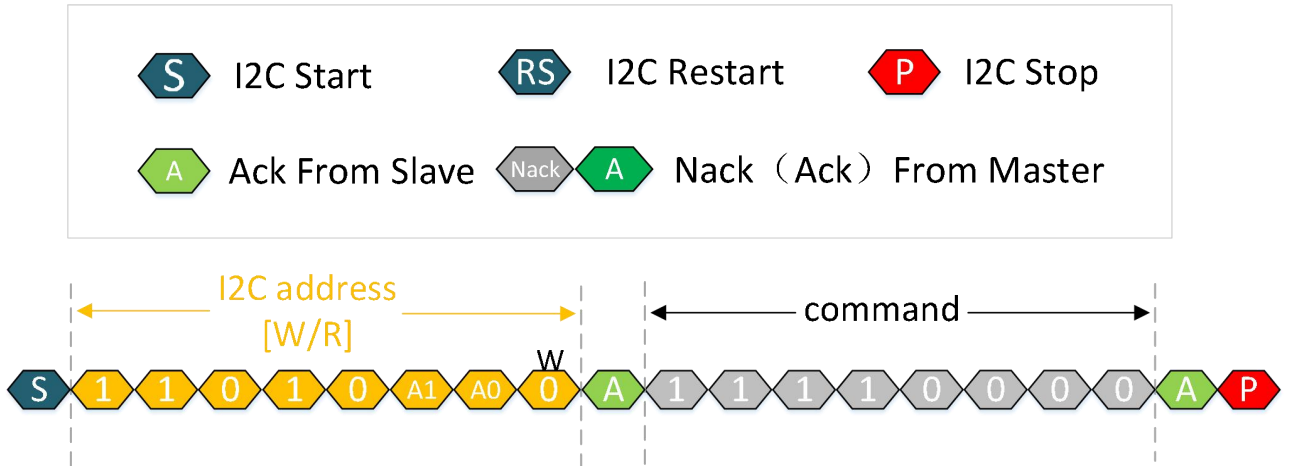 S I2C Start RS I2C Restart P I2C Stop
A Ack From Slave Nack A Nack（Ack）From Master
I2C address
[W/R]
command
W
S 1 1 0 1 0 A1 A0 0 A 1 1 1 1 0 0 0 0 A P